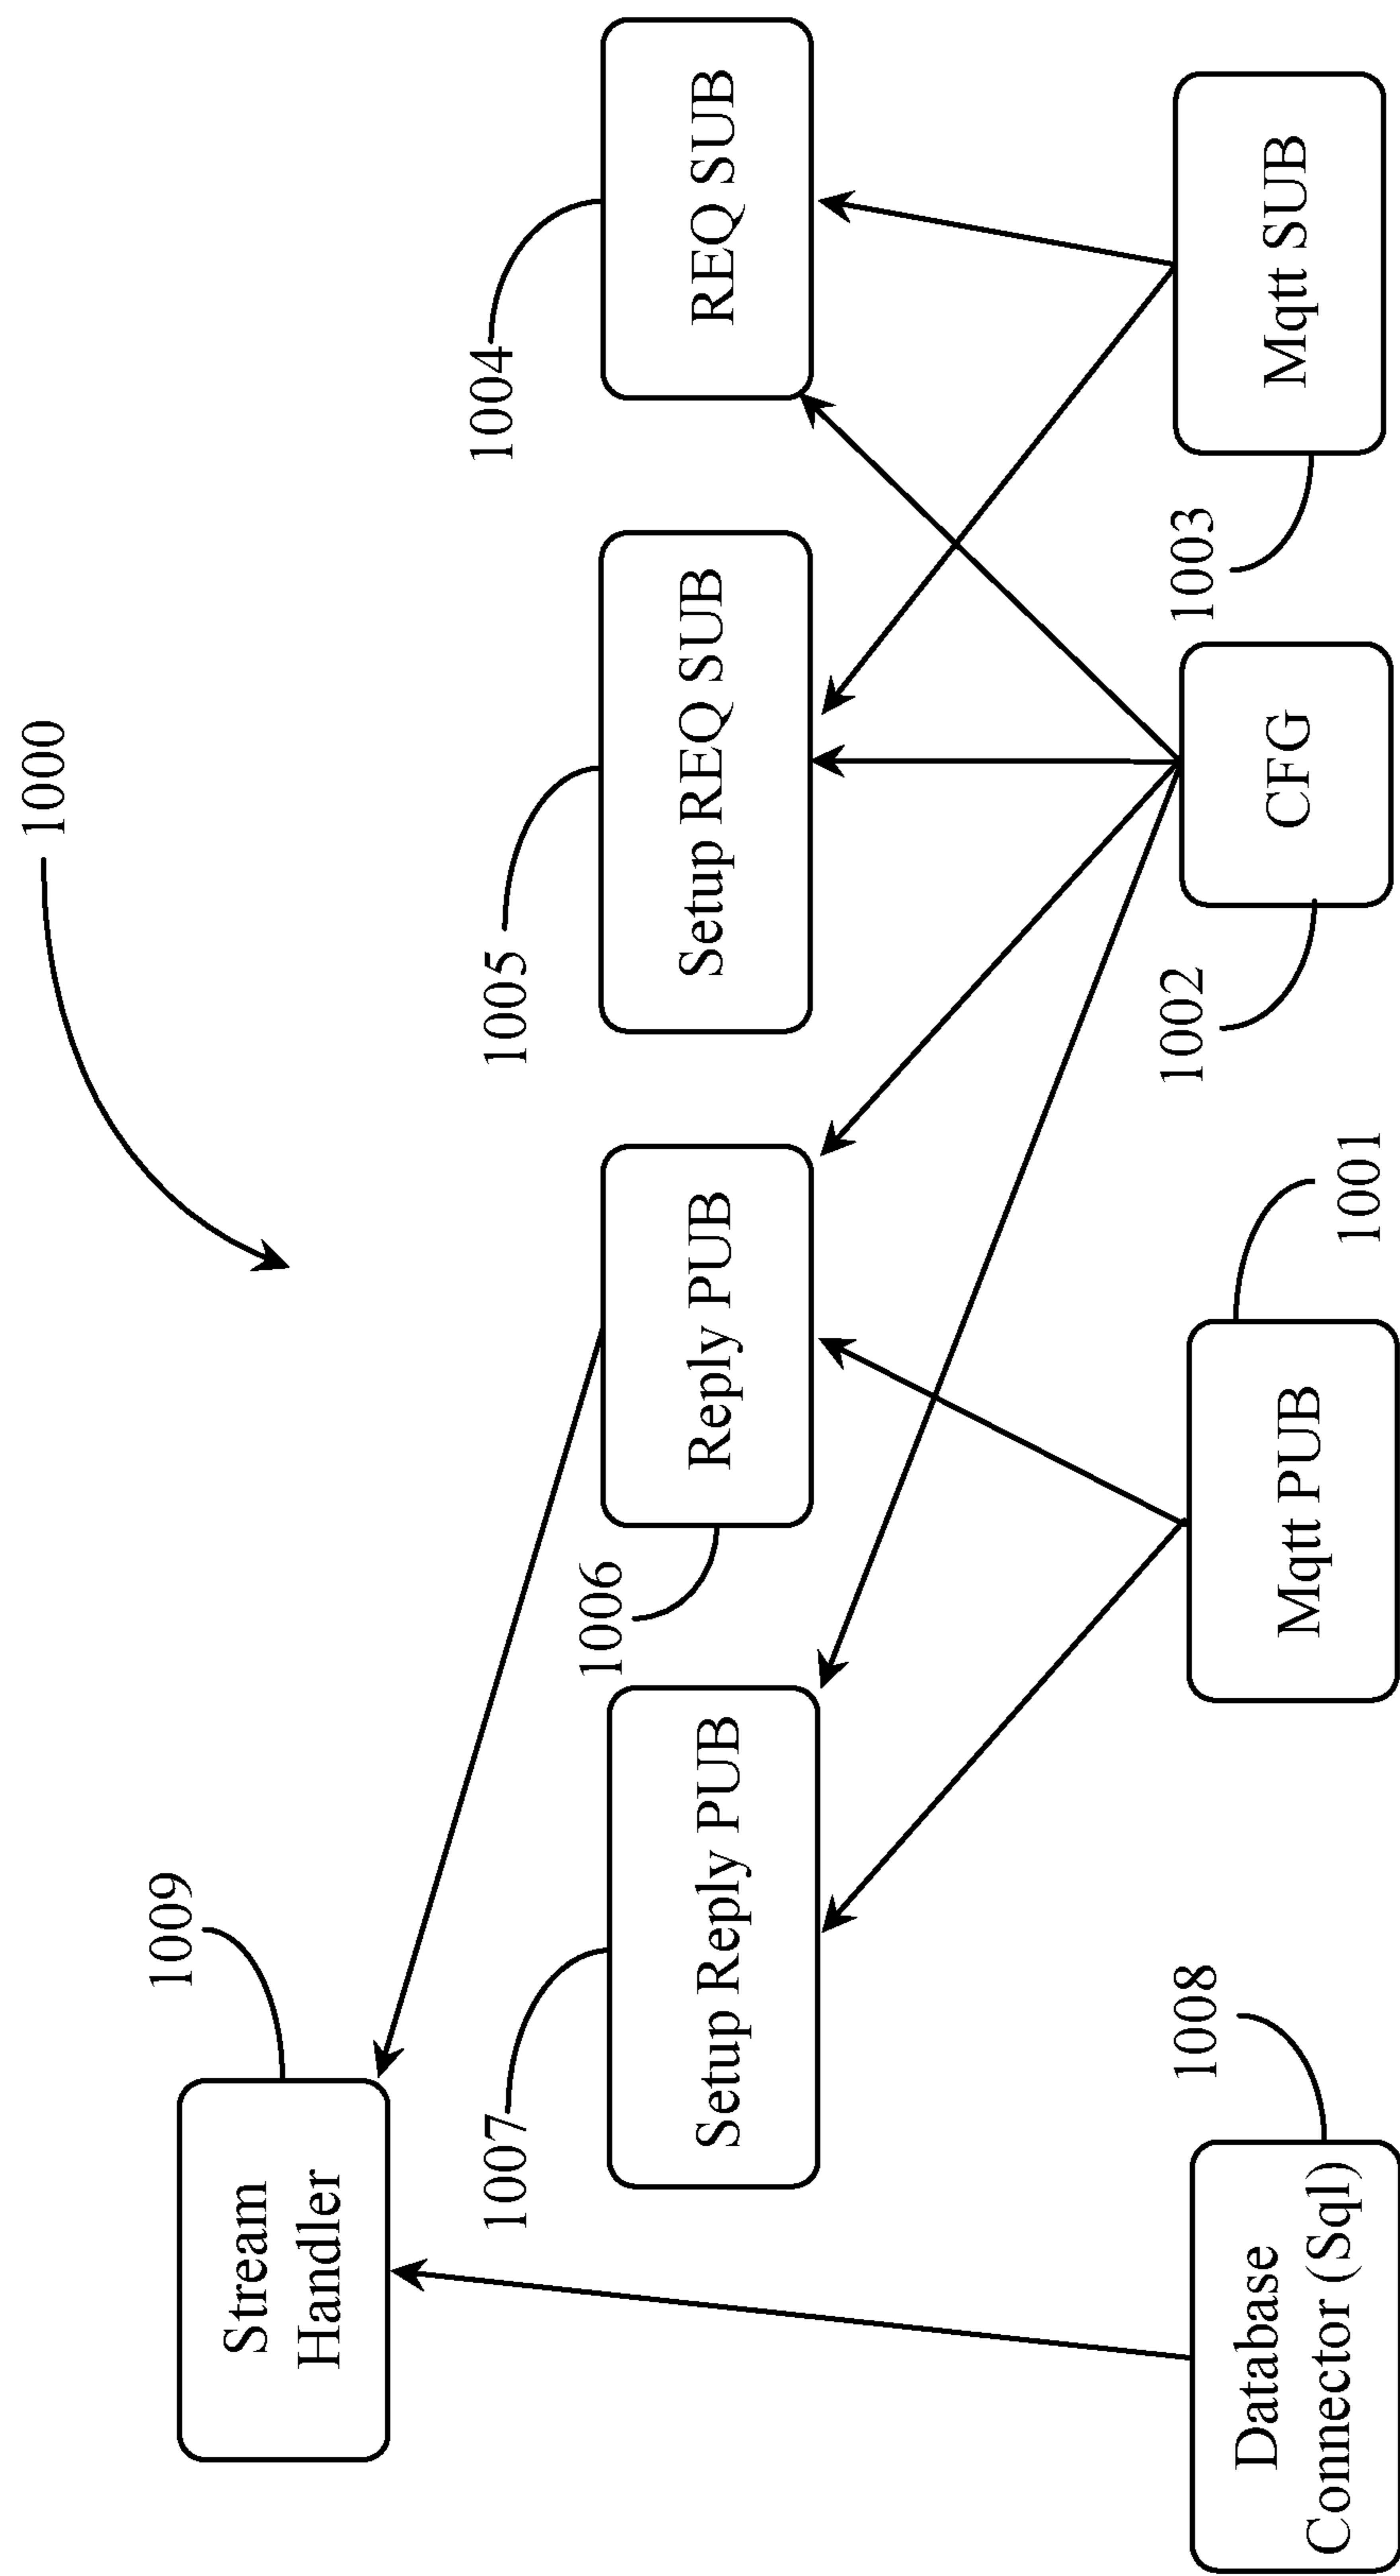 1000
1009
Stream
Handler
1004
1005
1007
1006
Setup Reply PUB
Reply PUB
Setup REQ SUB
REQ SUB
1008
1001
1002
1003
Database
Connector (Sql)
Mqtt PUB
CFG
Mqtt SUB